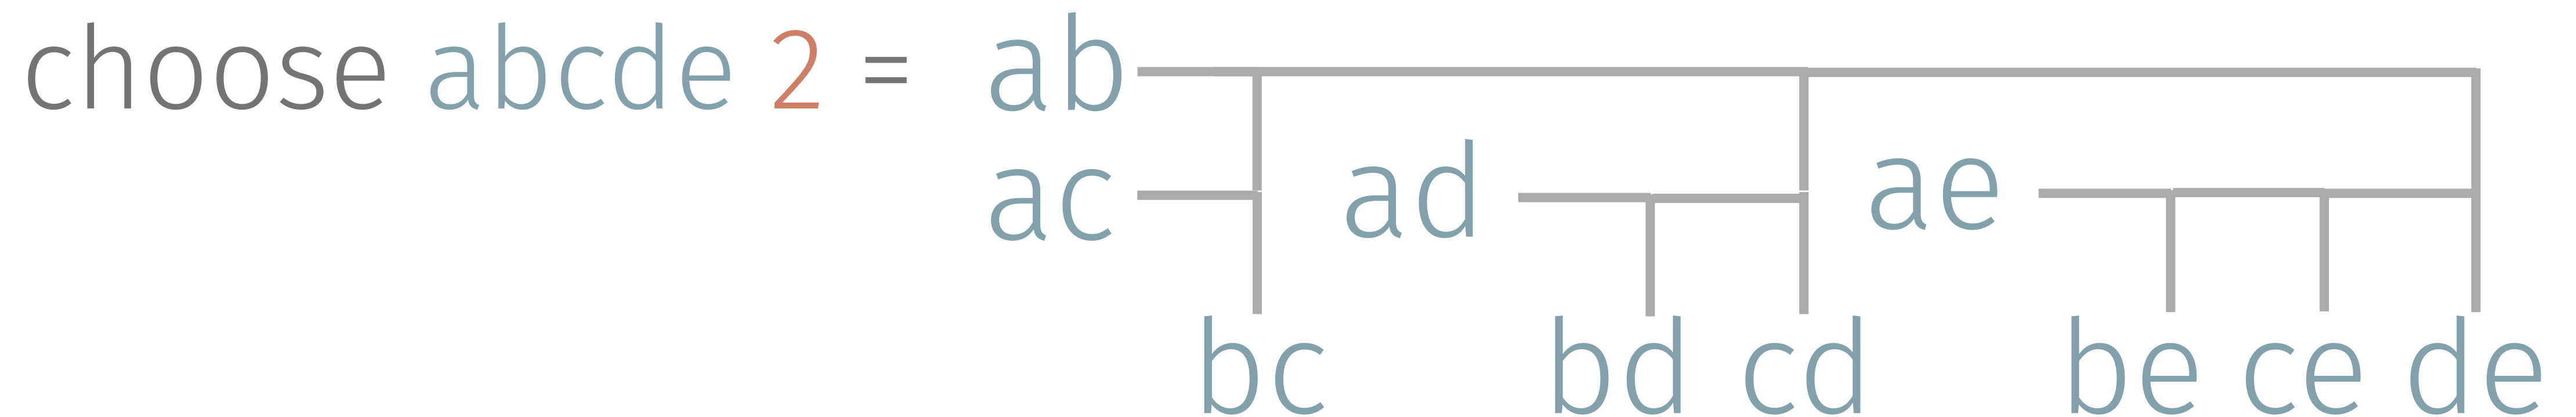 choose abcde 2 = ab
ac ad ae
bc bd cd be ce de